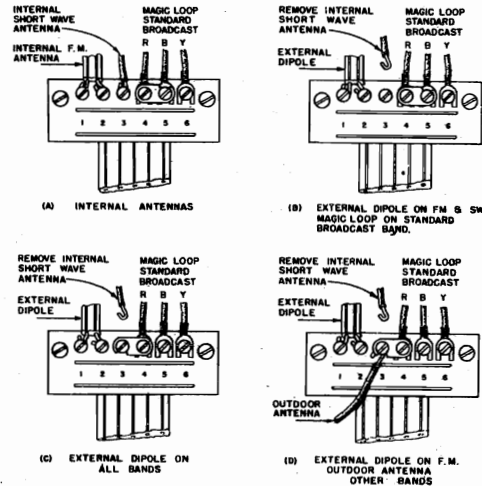 INTERNAL
SHORT WAVE
ANTENNA
MAGIC LOOP
STANDARD
BROADCAST
R B Y
INTERNAL F.M.
ANTENNA
1 2 3 4 5 6
(A) INTERNAL ANTENNAS
REMOVE INTERNAL
SHORT WAVE
ANTENNA
MAGIC LOOP
STANDARD
BROADCAST
R B Y
EXTERNAL
DIPOLE
1 2 3 4 5 6
(B) EXTERNAL DIPOLE ON FM & SW
MAGIC LOOP ON STANDARD
BROADCAST BAND.
REMOVE INTERNAL
SHORT WAVE
ANTENNA
MAGIC LOOP
STANDARD
BROADCAST
R B Y
EXTERNAL
DIPOLE
1 2 3 4 5 6
(C) EXTERNAL DIPOLE ON
ALL BANDS
REMOVE INTERNAL
SHORT WAVE
ANTENNA
MAGIC LOOP
STANDARD
BROADCAST
R B Y
EXTERNAL
DIPOLE
1 2 3 4 5 6
OUTDOOR
ANTENNA
(D) EXTERNAL DIPOLE ON F.M.
OUTDOOR ANTENNA
OTHER BANDS